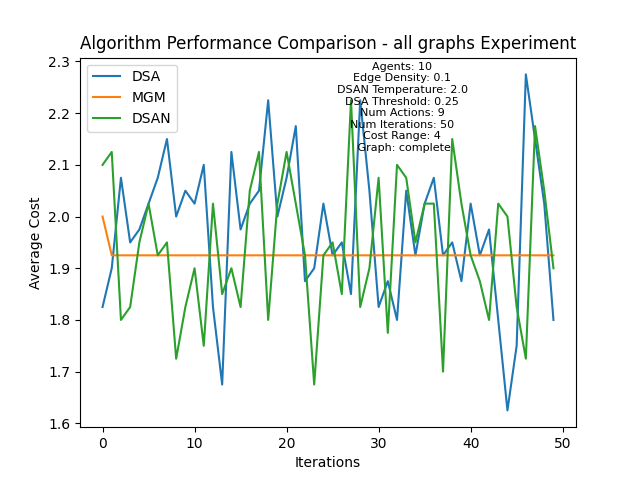 Algorithm Performance Comparison - all graphs Experiment
DSA
MGM
DSAN
Agents: 10
Edge Density: 0.1
DSAN Temperature: 2.0
DSA Threshold: 0.25
Num Actions: 9
Num Iterations: 50
Cost Range: 4
Graph: complete
Average Cost
2.3
2.2
2.1
2.0
1.9
1.8
1.7
1.6
0 10 20 30 40 50
Iterations